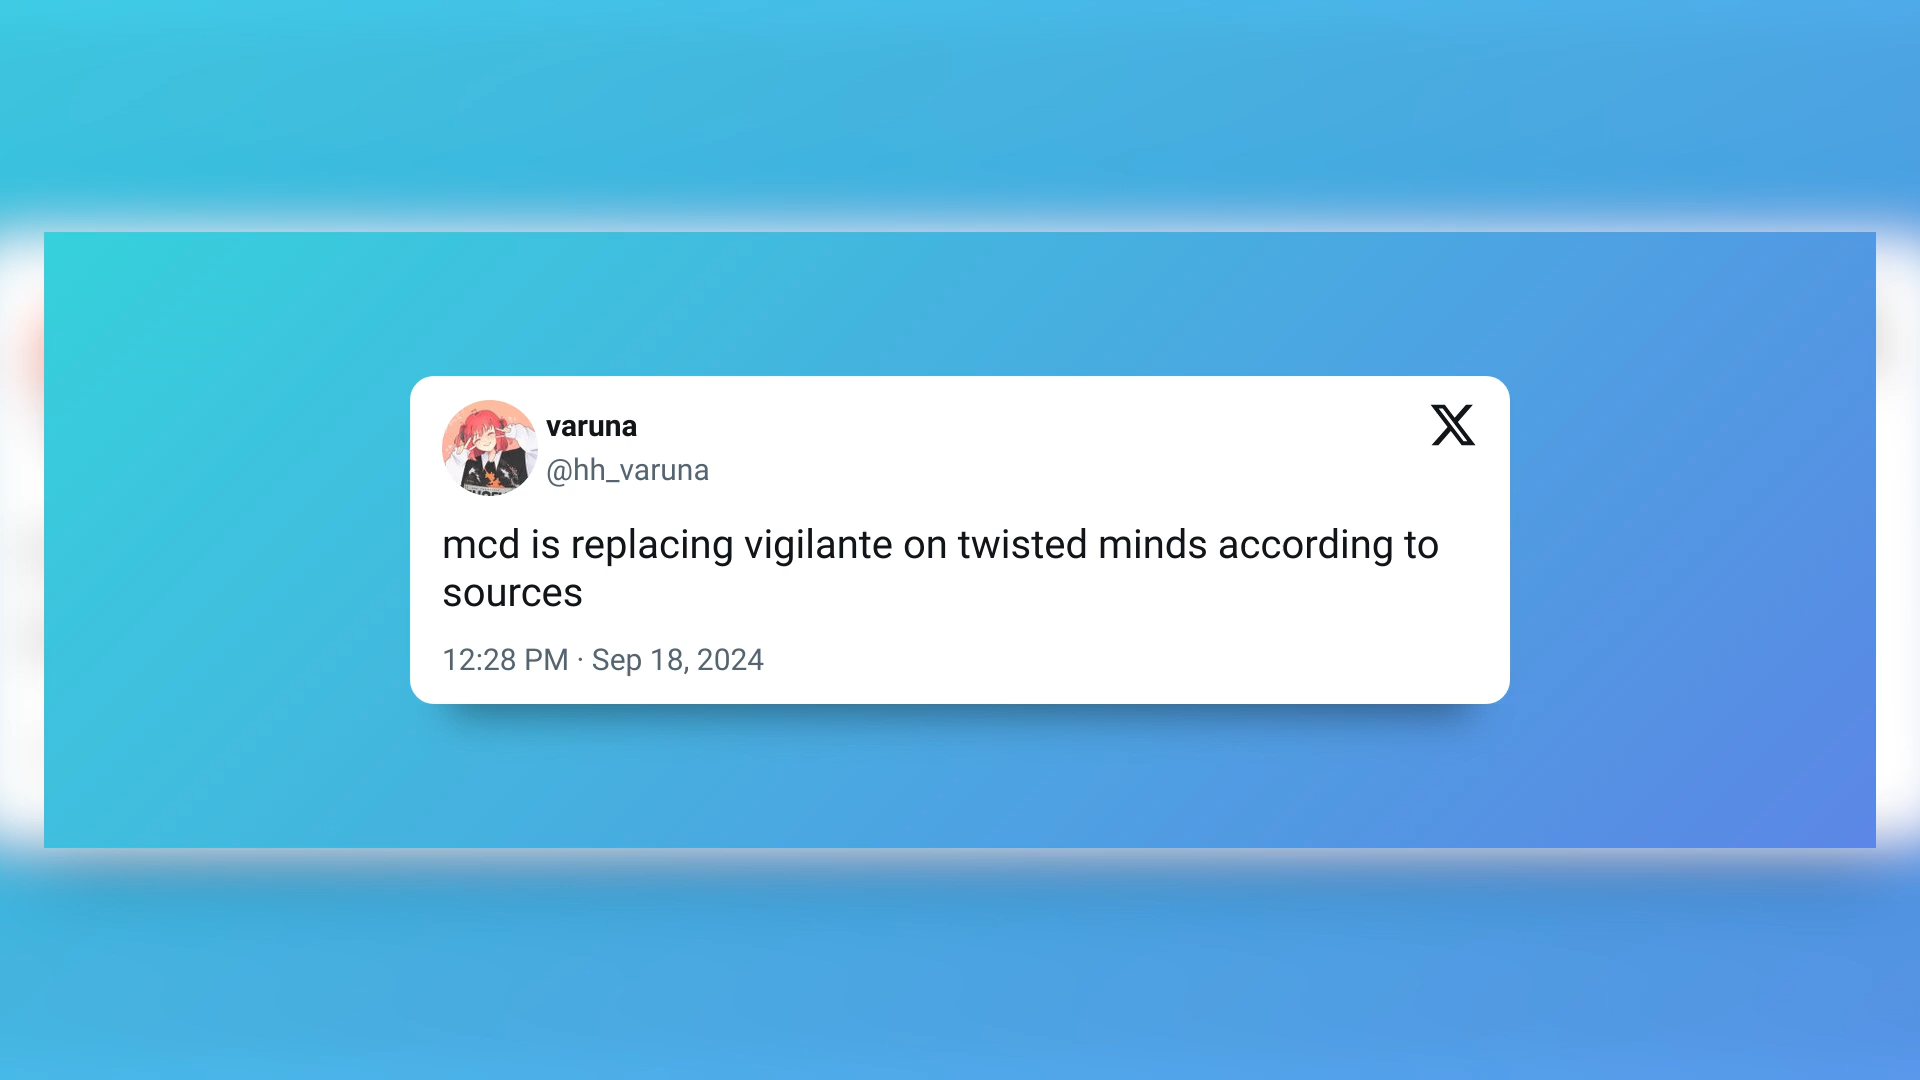 varuna
@hh_varuna
mcd is replacing vigilante on twisted minds according to
sources
12:28 PM · Sep 18, 2024